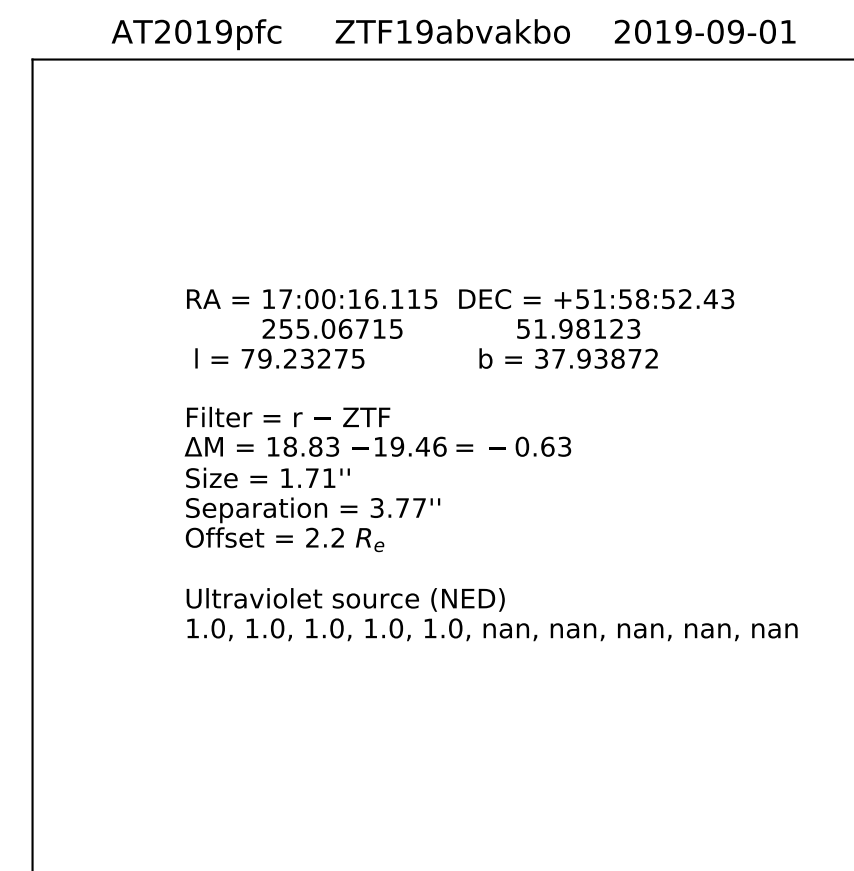 AT2019pfc ZTF19abvakbo 2019-09-01
RA = 17:00:16.115 DEC = +51:58:52.43
255.06715 51.98123
l = 79.23275 b = 37.93872
Filter = r − ZTF
ΔM = 18.83 −19.46 = − 0.63
Size = 1.71''
Separation = 3.77''
Offset = 2.2 Re
Ultraviolet source (NED)
1.0, 1.0, 1.0, 1.0, 1.0, nan, nan, nan, nan, nan